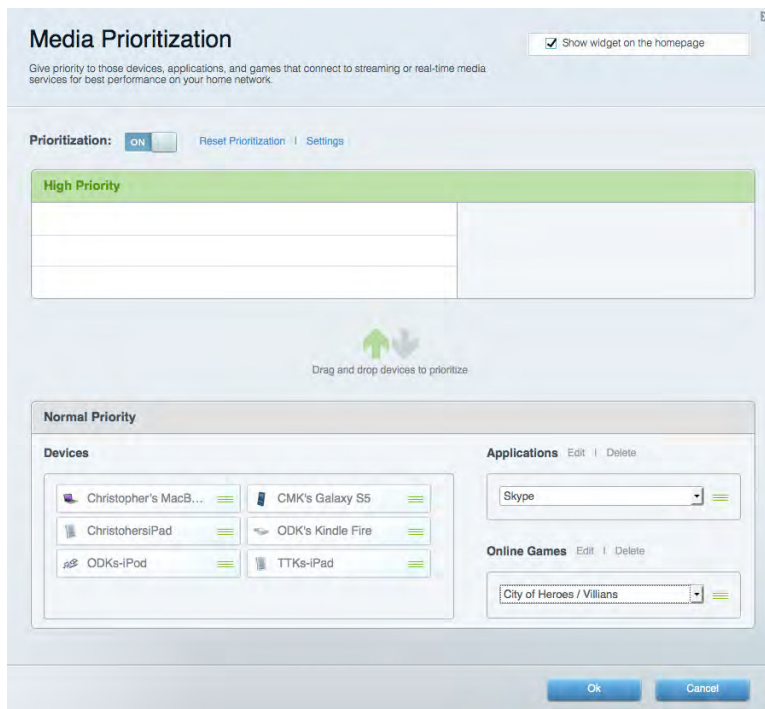 Media Prioritization
Show widget on the homepage
Give priority to those devices, applications, and games that connect to streaming or real-time media
services for best performance on your home network.
Prioritization: ON Reset Prioritization | Settings
High Priority
Drag and drop devices to prioritize
Normal Priority
Devices
Applications Edit | Delete
Christopher's MacB... CMK's Galaxy S5
Skype
ChristohersiPad ODK's Kindle Fire
Online Games Edit | Delete
ODKs-iPod TTKs-iPad
City of Heroes / Villians
Ok Cancel